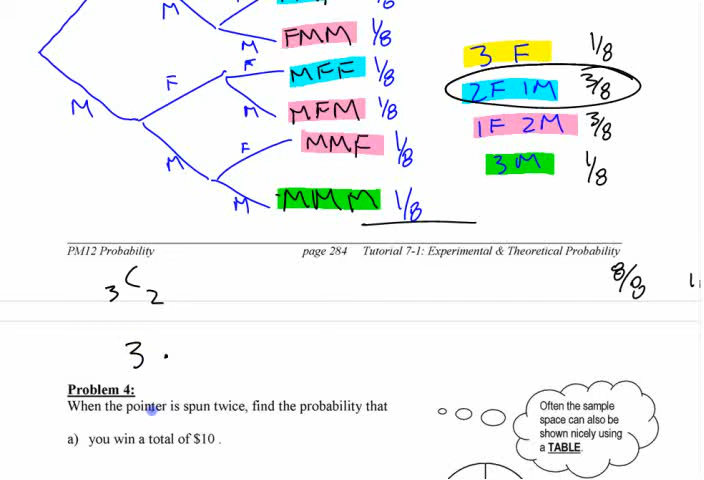 M
M
FMM 1/8
F
MFF 1/8
F
M
M
MFM 1/8
F
MMF 1/8
M
M
MMM 1/8
3 F 1/8
2F 1M 3/8
1F 2M 3/8
3M 1/8
PM12 Probability page 284 Tutorial 7-1: Experimental & Theoretical Probability
3C2
8/8
3 .
Problem 4:
When the pointer is spun twice, find the probability that
a) you win a total of $10 .
Often the sample
space can also be
shown nicely using
a TABLE.